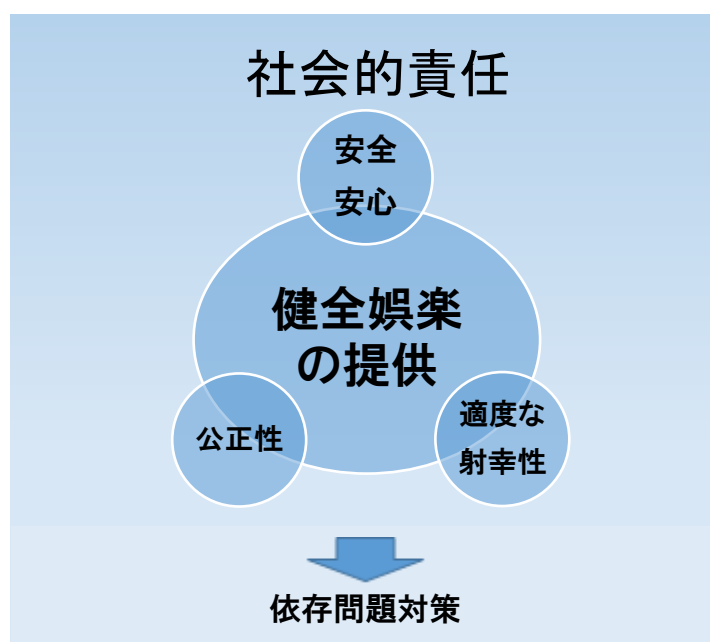 社会的責任
安全
安心
健全娯楽
の提供
公正性
適度な
射幸性
依存問題対策